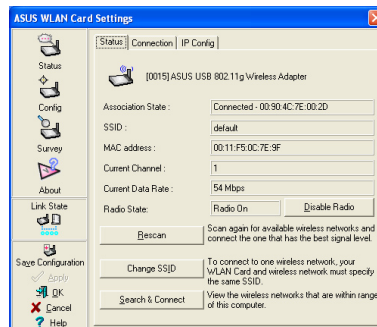 ASUS WLAN Card Settings
Status
Config
Survey
About
Link State
Save Configuration
Apply
OK
Cancel
Help
Status Connection IP Config
[0015] ASUS USB 802.11g Wireless Adapter
Association State : Connected - 00:90:4C:7E:00:2D
SSID : default
MAC address : 00:11:F5:0C:7E:9F
Current Channel : 1
Current Data Rate : 54 Mbps
Radio State: Radio On Disable Radio
Rescan
Scan again for available wireless networks and
connect the one that has the best signal level.
Change SSID
To connect to one wireless network, your
WLAN Card and wireless network must specify
the same SSID.
Search & Connect
View the wireless networks that are within range
of this computer.